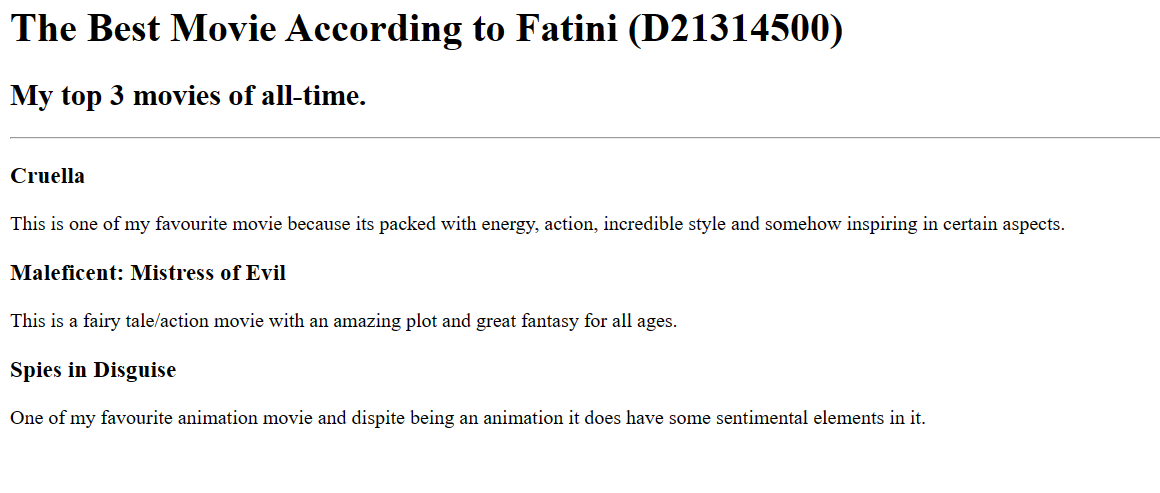 The Best Movie According to Fatini (D21314500)
My top 3 movies of all-time.
Cruella
This is one of my favourite movie because its packed with energy, action, incredible style and somehow inspiring in certain aspects.
Maleficent: Mistress of Evil
This is a fairy tale/action movie with an amazing plot and great fantasy for all ages.
Spies in Disguise
One of my favourite animation movie and dispite being an animation it does have some sentimental elements in it.